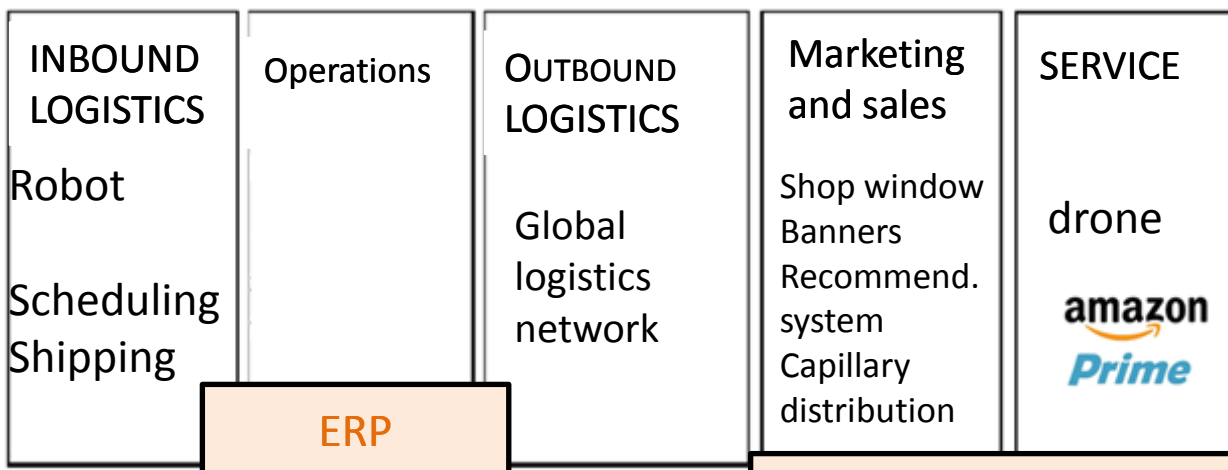 INBOUND
LOGISTICS
Robot
Scheduling
Shipping
Operations
ERP
OUTBOUND
LOGISTICS
Global
logistics
network
Marketing
and sales
Shop window
Banners
Recommend.
system
Capillary
distribution
SERVICE
drone
amazon
Prime